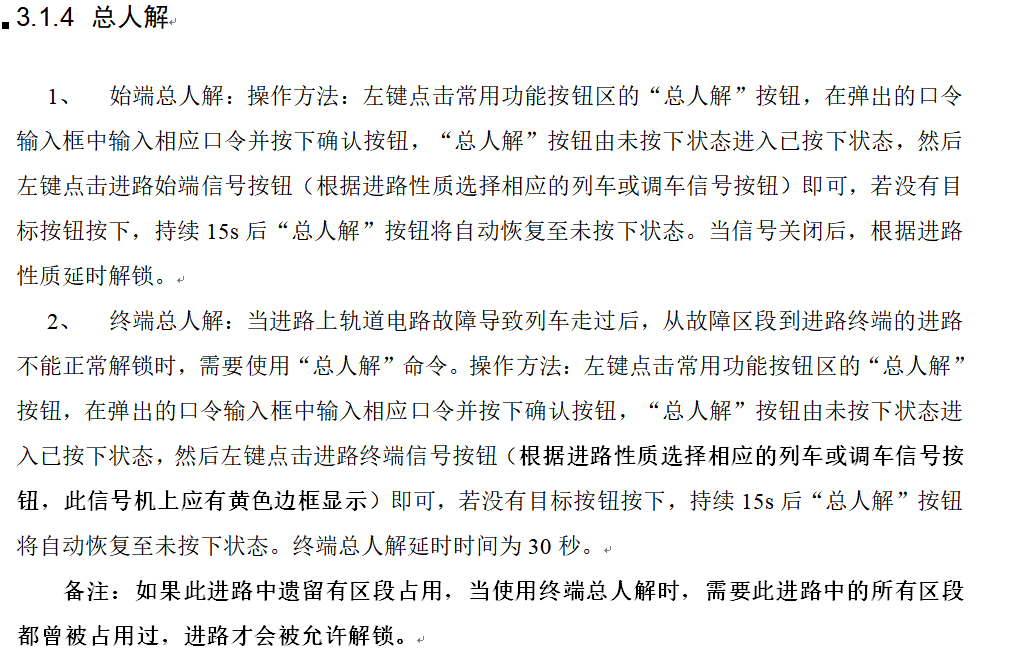 3.1.4 总人解
1、 始端总人解：操作方法：左键点击常用功能按钮区的“总人解”按钮，在弹出的口令
输入框中输入相应口令并按下确认按钮，“总人解”按钮由未按下状态进入已按下状态，然后
左键点击进路始端信号按钮（根据进路性质选择相应的列车或调车信号按钮）即可，若没有目
标按钮按下，持续 15s 后“总人解”按钮将自动恢复至未按下状态。当信号关闭后，根据进路
性质延时解锁。
2、 终端总人解：当进路上轨道电路故障导致列车走过后，从故障区段到进路终端的进路
不能正常解锁时，需要使用“总人解”命令。操作方法：左键点击常用功能按钮区的“总人解”
按钮，在弹出的口令输入框中输入相应口令并按下确认按钮，“总人解”按钮由未按下状态进
入已按下状态，然后左键点击进路终端信号按钮（根据进路性质选择相应的列车或调车信号按
钮，此信号机上应有黄色边框显示）即可，若没有目标按钮按下，持续 15s 后“总人解”按钮
将自动恢复至未按下状态。终端总人解延时时间为 30 秒。
备注：如果此进路中遗留有区段占用，当使用终端总人解时，需要此进路中的所有区段
都曾被占用过，进路才会被允许解锁。